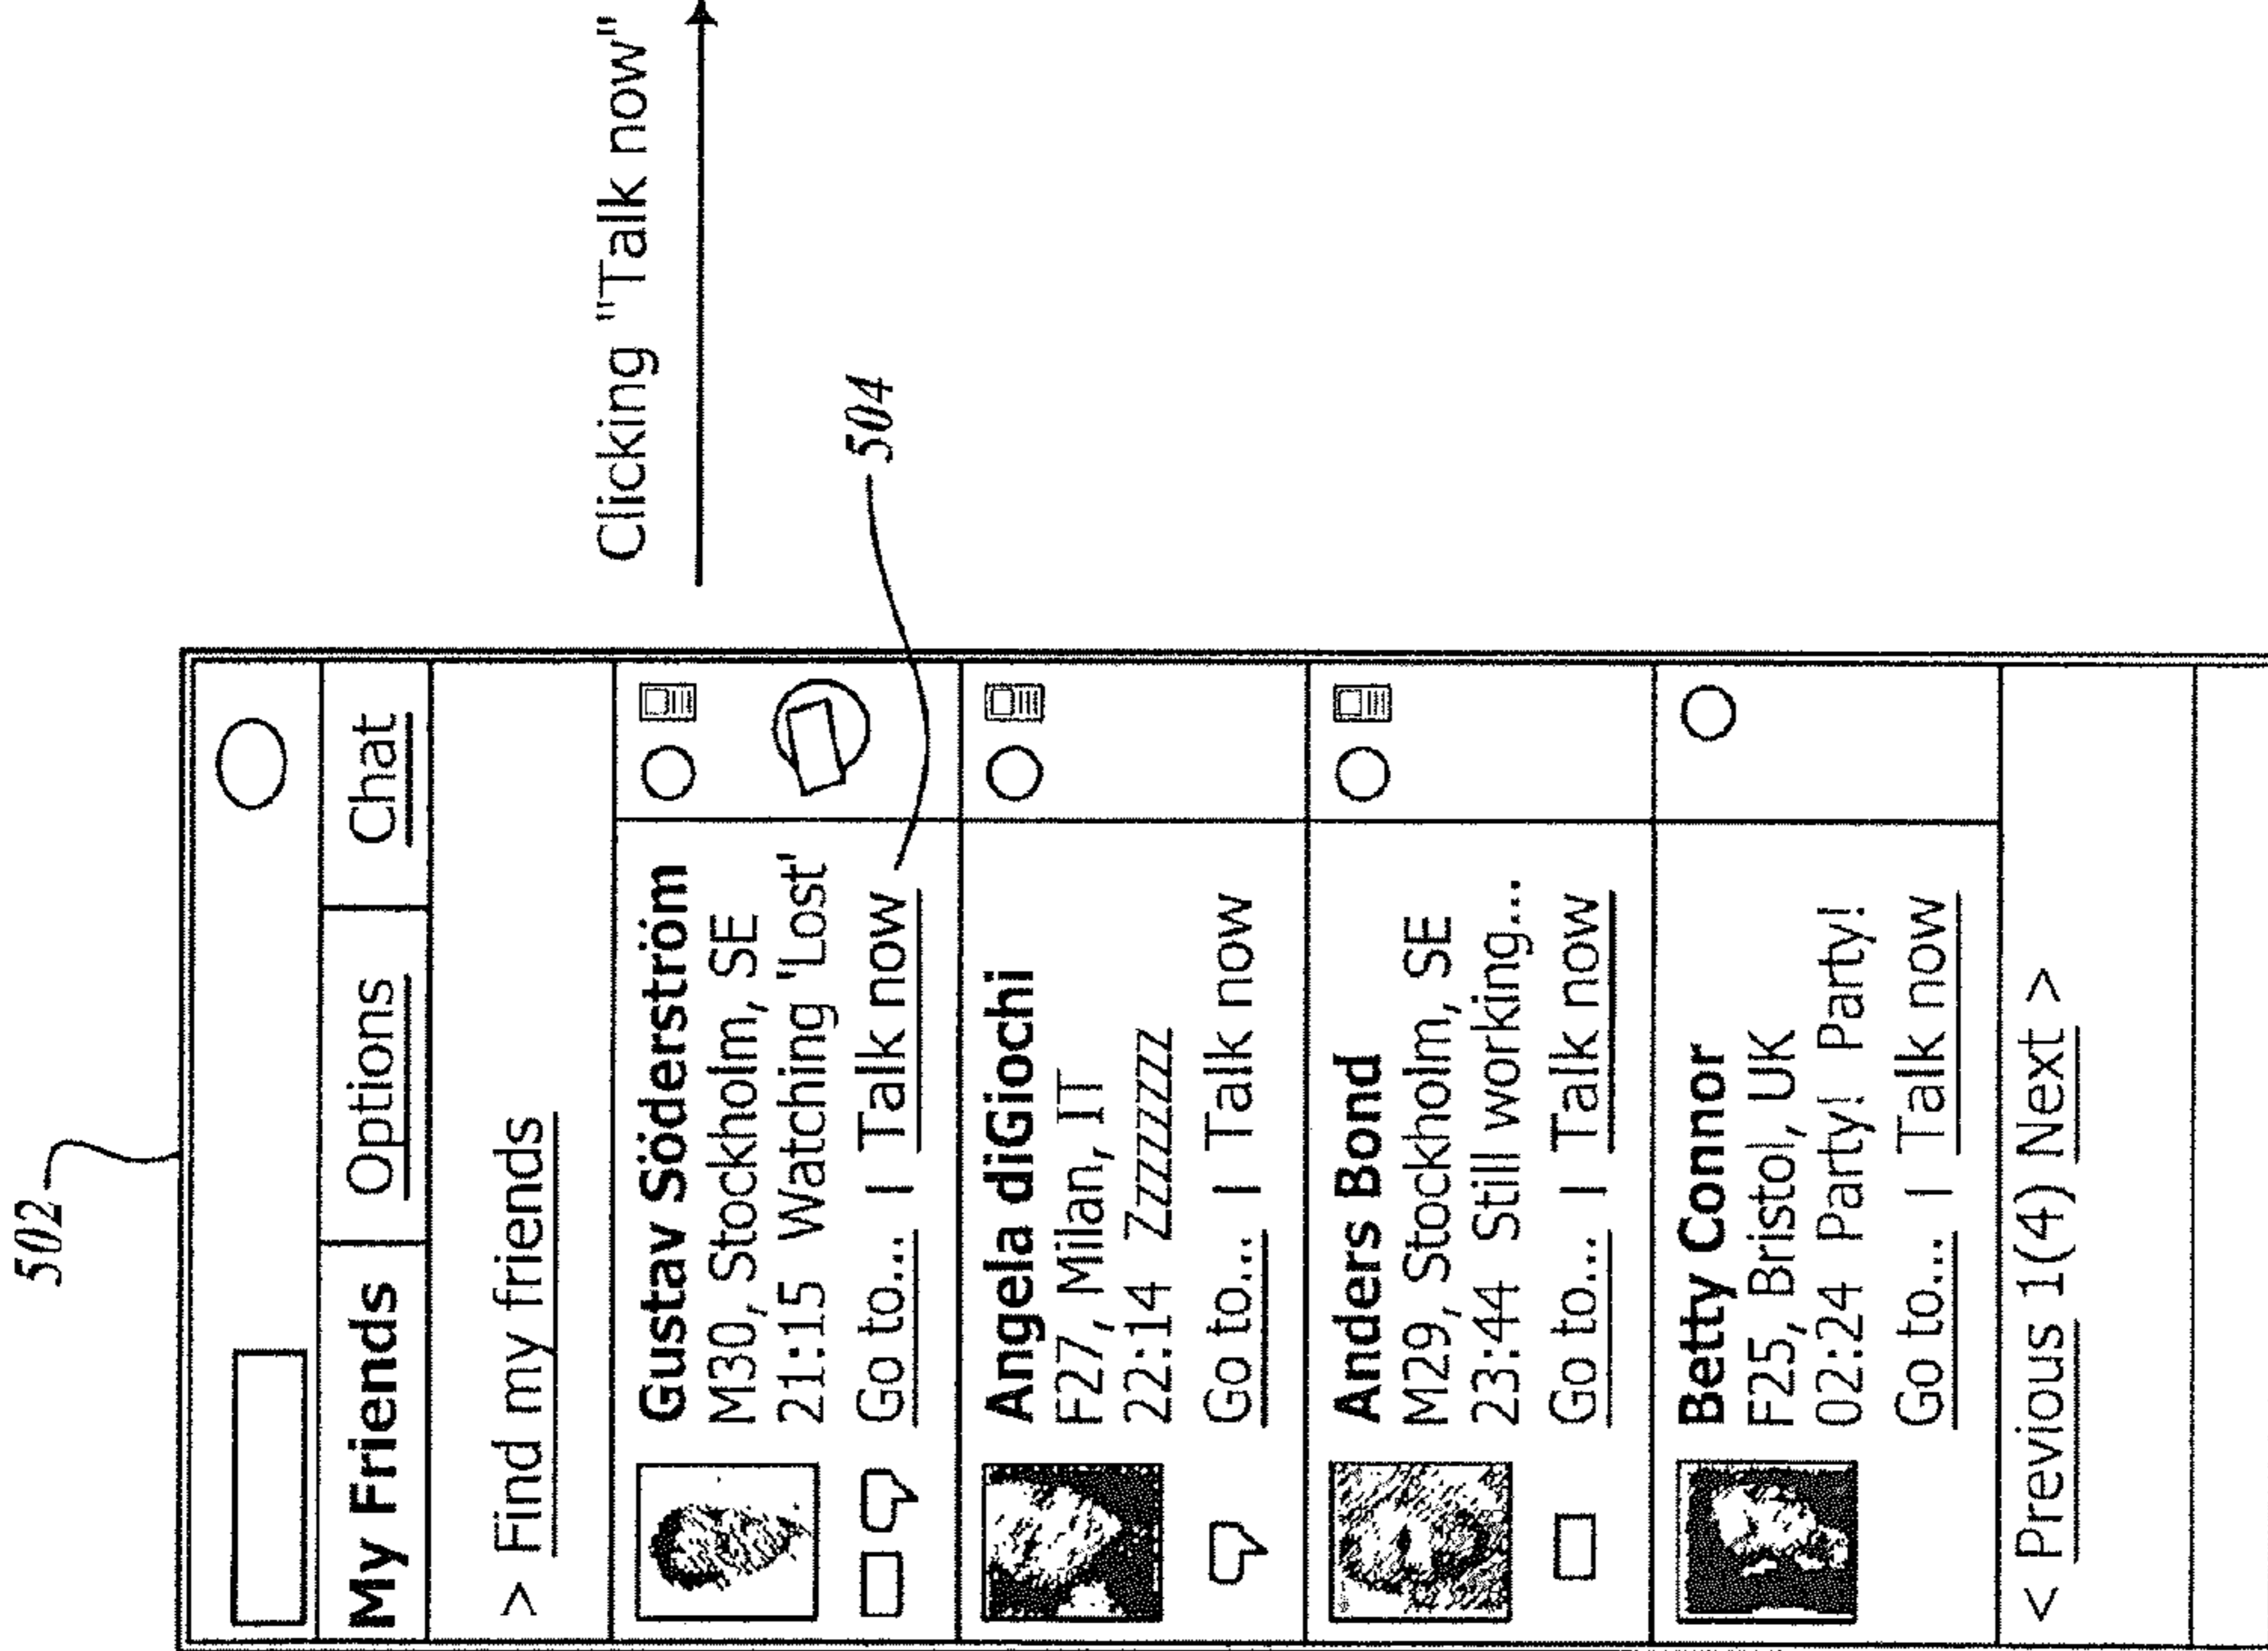 502
My Friends Options Chat
> Find my friends
Gustav Söderström
M30, Stockholm, SE
21:15 Watching 'Lost'
Go to... | Talk now
504
Angela diGiochi
F27, Milan, IT
22:14 Zzzzzzzz
Go to... | Talk now
Anders Bond
M29, Stockholm, SE
23:44 Still working...
Go to... | Talk now
Betty Connor
F25, Bristol, UK
02:24 Party! Party!
Go to... | Talk now
< Previous 1(4) Next >
Clicking "Talk now"